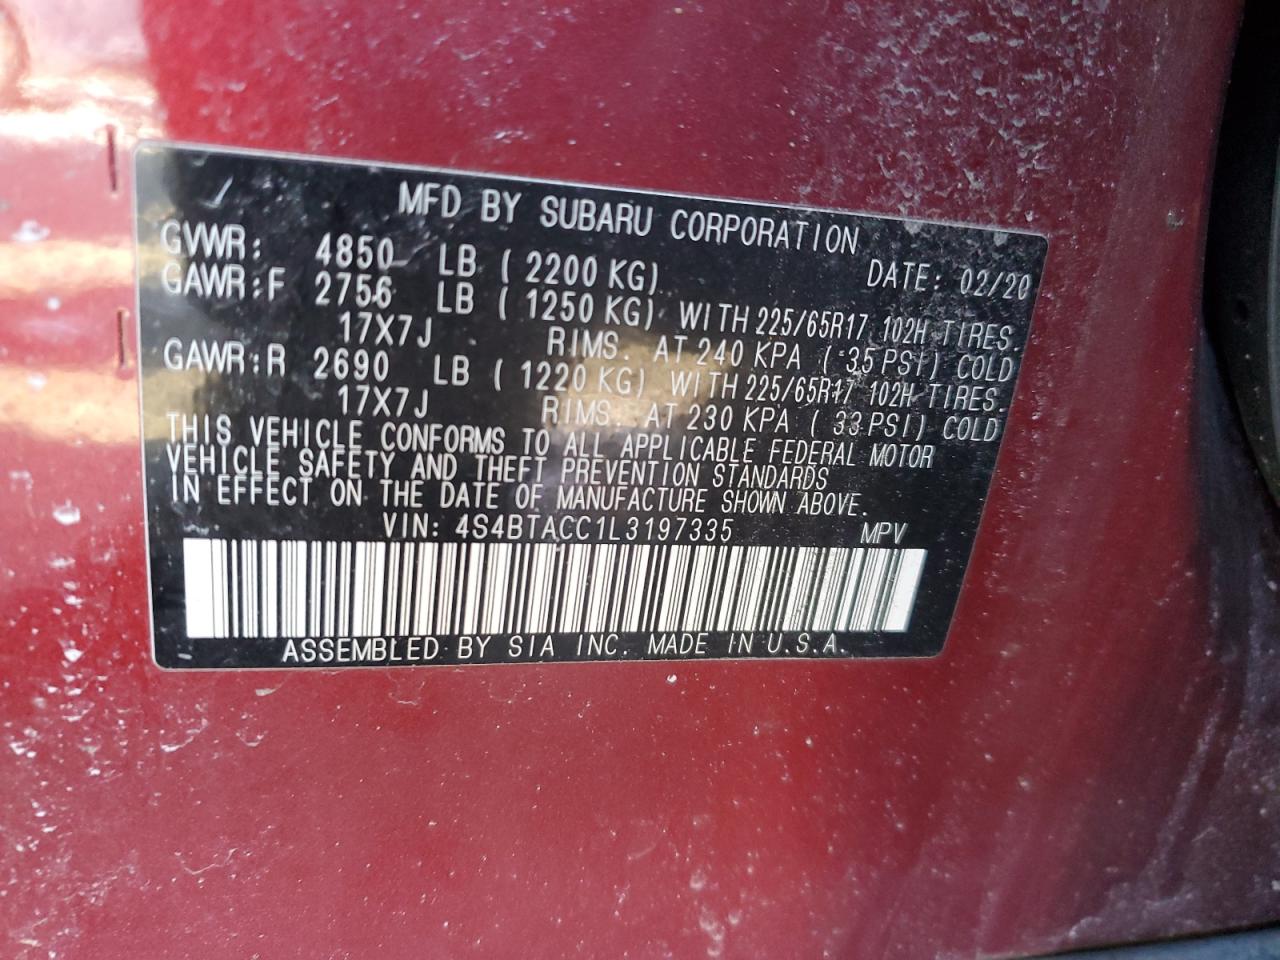 MFD BY SUBARU CORPORATION
GVWR: 4850 LB ( 2200 KG) DATE: 02/20
GAWR:F 2756 LB ( 1250 KG) WITH 225/65R17 102H TIRES.
17X7J RIMS. AT 240 KPA ( 35 PSI) COLD
GAWR:R 2690 LB ( 1220 KG) WITH 225/65R17 102H TIRES.
17X7J RIMS. AT 230 KPA ( 33 PSI) COLD
THIS VEHICLE CONFORMS TO ALL APPLICABLE FEDERAL MOTOR
VEHICLE SAFETY AND THEFT PREVENTION STANDARDS
IN EFFECT ON THE DATE OF MANUFACTURE SHOWN ABOVE.
VIN: 4S4BTACC1L3197335 MPV
ASSEMBLED BY SIA INC. MADE IN U.S.A.